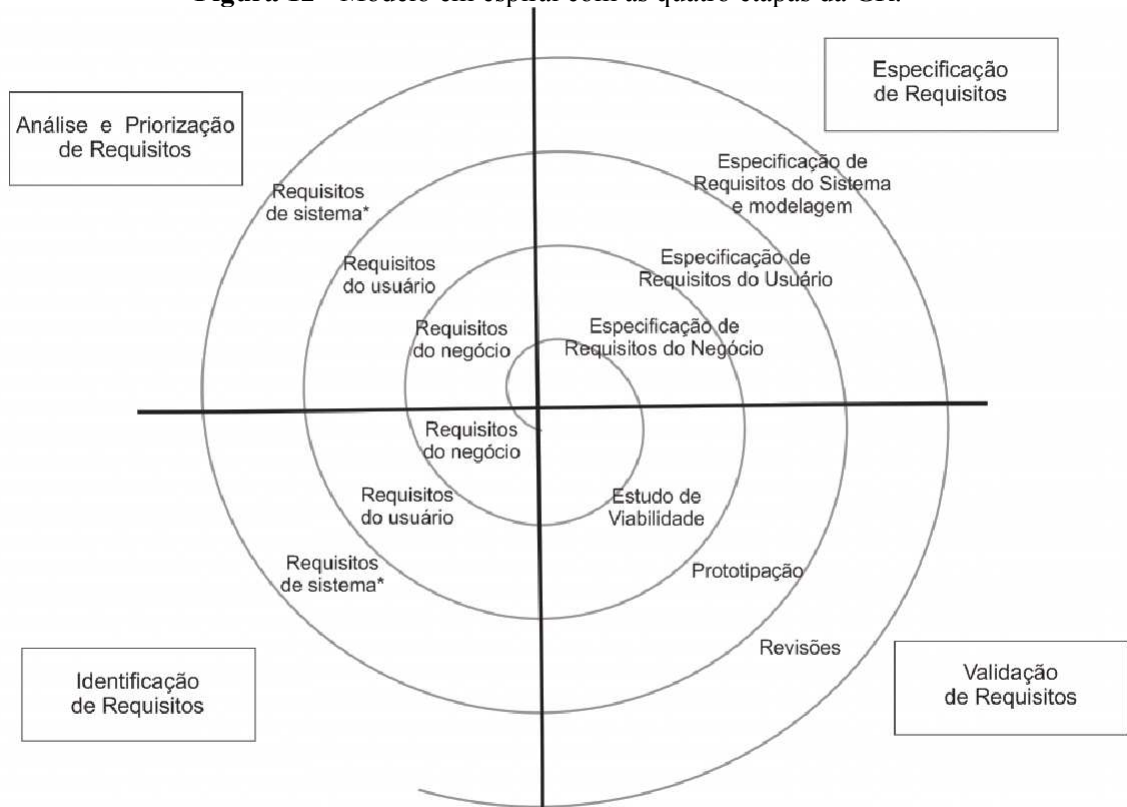 Especificação
de Requisitos
Análise e Priorização
de Requisitos
Especificação de
Requisitos do Sistema
e modelagem
Requisitos
de sistema*
Especificação de
Requisitos do Usuário
Requisitos
do usuário
Especificação de
Requisitos do Negócio
Requisitos
do negócio
Requisitos
do negócio
Requisitos
do usuário
Estudo de
Viabilidade
Requisitos
de sistema*
Prototipação
Revisões
Identificação
de Requisitos
Validação
de Requisitos